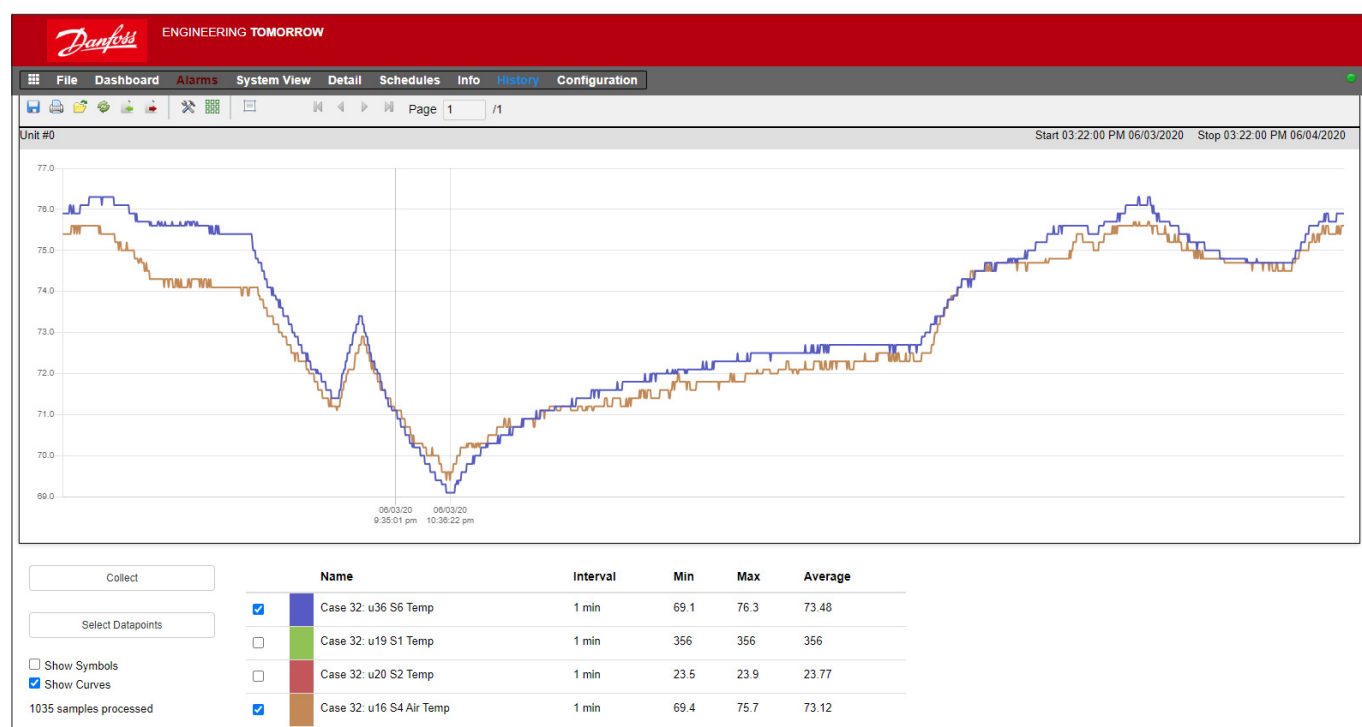 Danfoss
ENGINEERING TOMORROW
File Dashboard Alarms System View Detail Schedules Info History Configuration
Page 1 /1
Unit #0 Start 03:22:00 PM 06/03/2020 Stop 03:22:00 PM 06/04/2020
77.0
76.0
75.0
74.0
73.0
72.0
71.0
70.0
69.0
06/03/20 06/03/20
9:35:01 pm 10:36:22 pm
Collect
Select Datapoints
Show Symbols
Show Curves
1035 samples processed
Name Interval Min Max Average
Case 32: u36 S6 Temp 1 min 69.1 76.3 73.48
Case 32: u19 S1 Temp 1 min 356 356 356
Case 32: u20 S2 Temp 1 min 23.5 23.9 23.77
Case 32: u16 S4 Air Temp 1 min 69.4 75.7 73.12